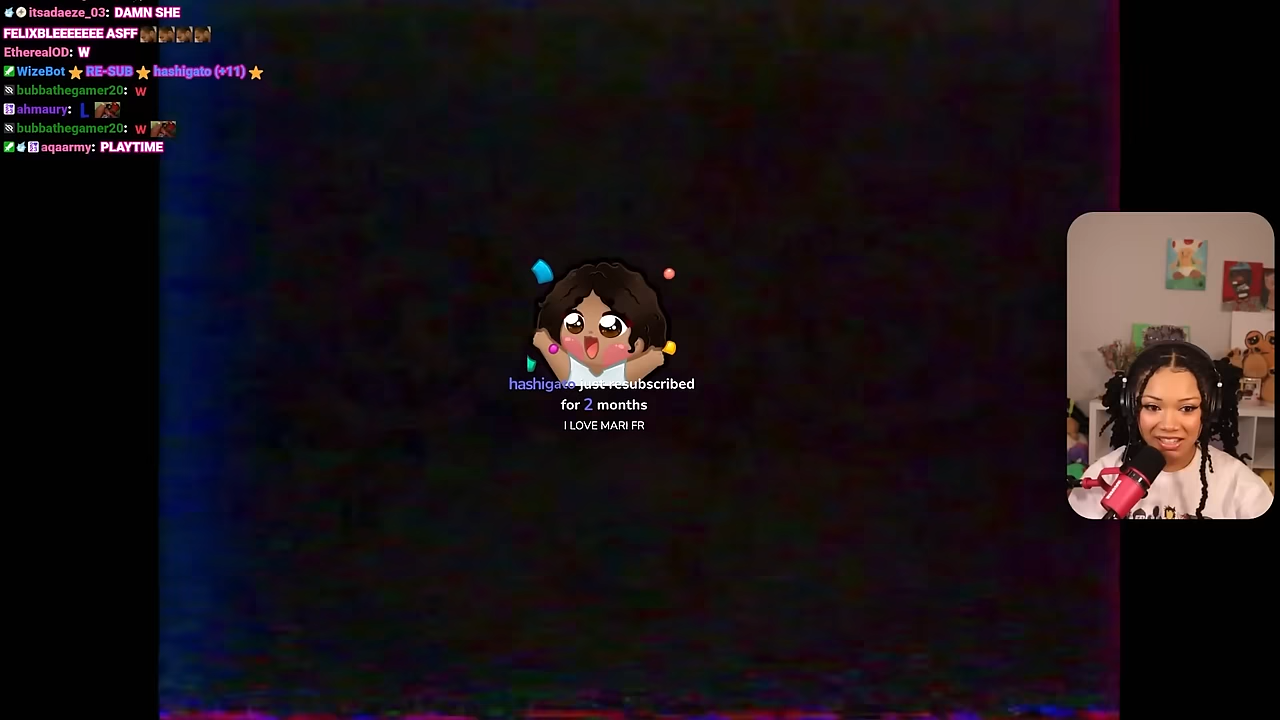 itsadaeze_03: DAMN SHE
FELIXBLEEEEEEE ASFF
EtherealOD: W
WizeBot RE-SUB hashigato (+11)
bubbathegamer20: W
ahmaury: L
bubbathegamer20: W
aqaarmy: PLAYTIME
hashigato just resubscribed
for 2 months
I LOVE MARI FR